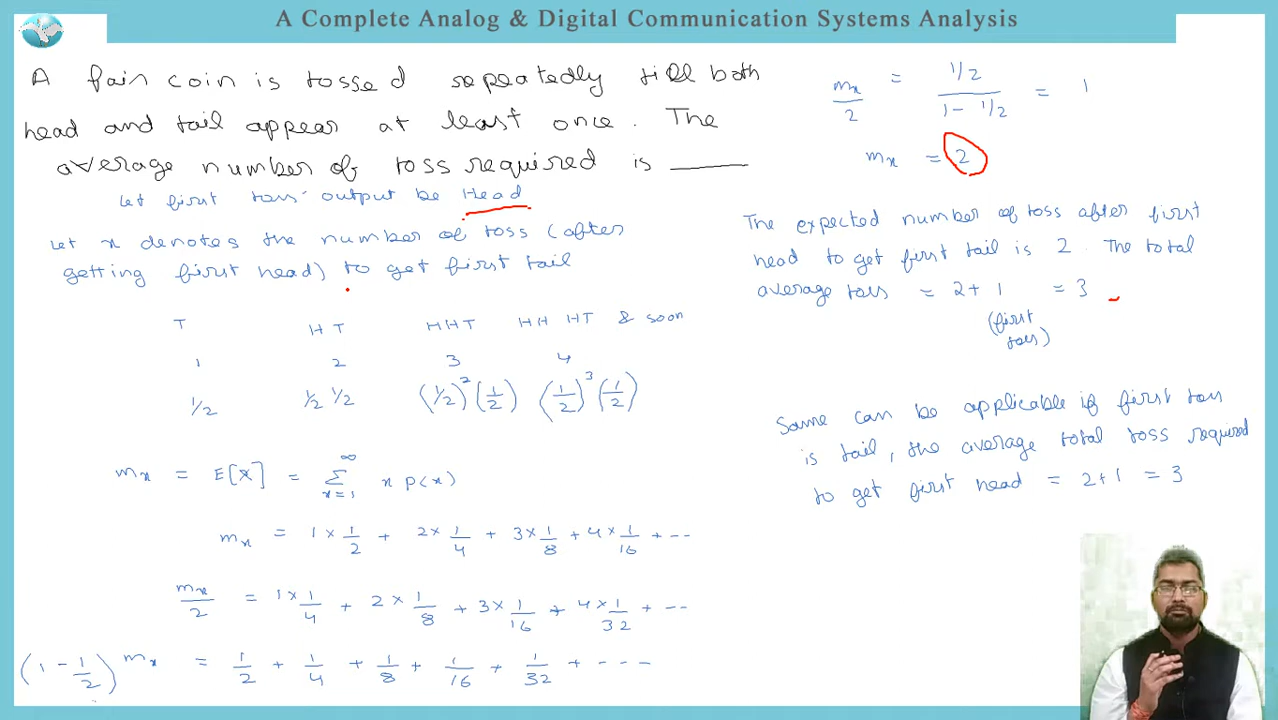 A Complete Analog & Digital Communication Systems Analysis
A fair coin is tossed repeatedly till both
head and tail appear at least once. The
average number of toss required is ______
Let first toss output be Head
Let x denotes the number of toss (after
getting first head) to get first tail
T HT HHT HH HT & soon
1 2 3 4
1/2 1/2 1/2 (1/2)^2 (1/2) (1/2)^3 (1/2)
m_x = E[X] = ∑_{x=1}^{∞} x P(x)
m_x = 1×1/2 + 2×1/4 + 3×1/8 + 4×1/16 + --
m_x/2 = 1×1/4 + 2×1/8 + 3×1/16 + 4×1/32 + --
(1-1/2) m_x = 1/2 + 1/4 + 1/8 + 1/16 + 1/32 + ---
m_x/2 = (1/2)/(1-1/2) = 1
m_x = 2
The expected number of toss after first
head to get first tail is 2. The total
average toss = 2+1 = 3
(first
toss)
Same can be applicable if first toss
is tail, the average total toss required
to get first head = 2+1 = 3